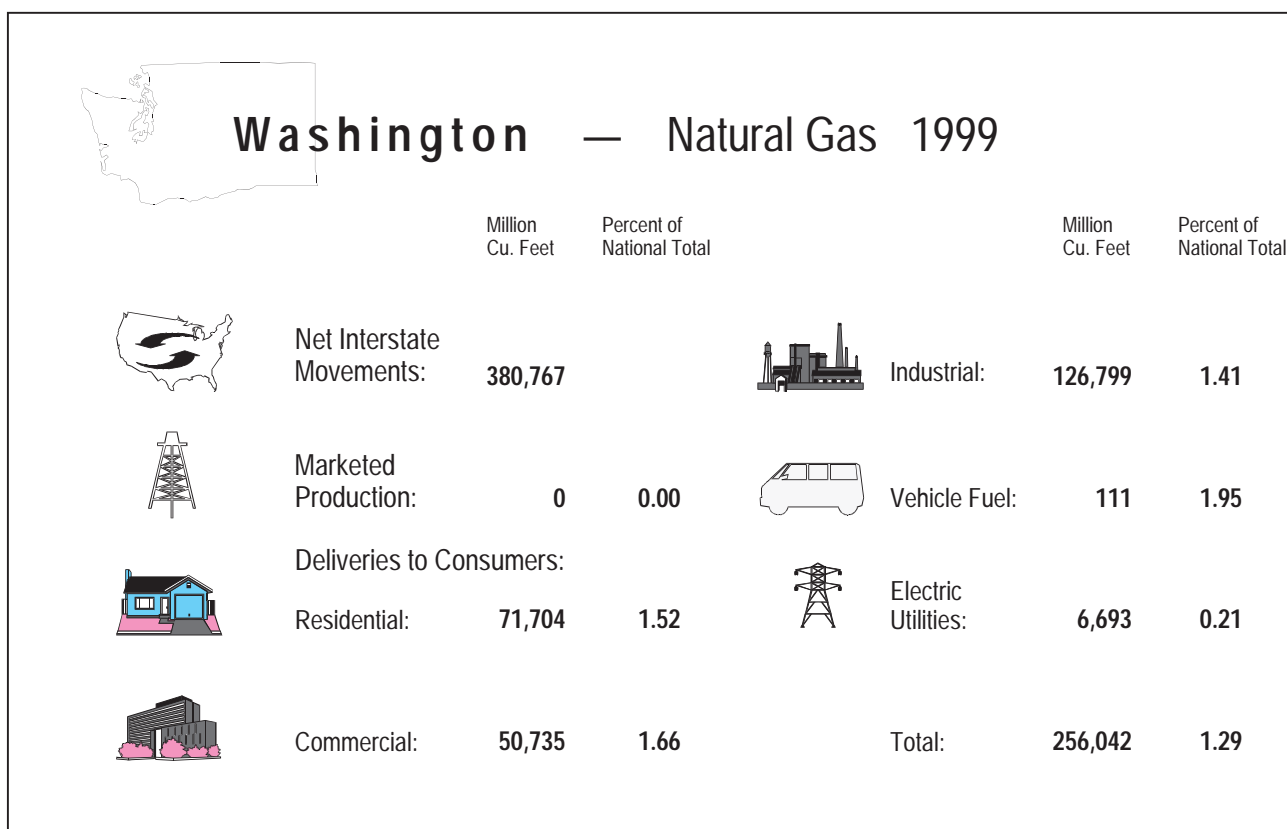 Washington — Natural Gas 1999
Million
Cu. Feet
Percent of
National Total
Million
Cu. Feet
Percent of
National Total
Net Interstate
Movements: 380,767
Marketed
Production: 0 0.00
Deliveries to Consumers:
Residential: 71,704 1.52
Commercial: 50,735 1.66
Industrial: 126,799 1.41
Vehicle Fuel: 111 1.95
Electric
Utilities: 6,693 0.21
Total: 256,042 1.29